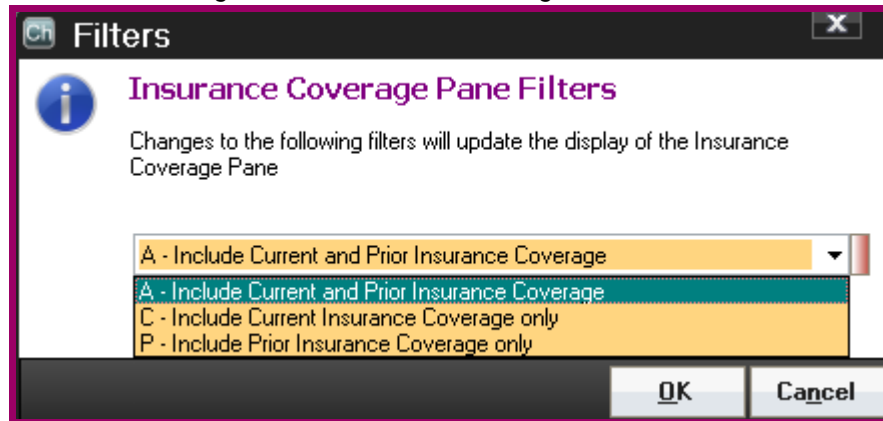 Ch Filters X
Insurance Coverage Pane Filters
Changes to the following filters will update the display of the Insurance
Coverage Pane
A - Include Current and Prior Insurance Coverage
A - Include Current and Prior Insurance Coverage
C - Include Current Insurance Coverage only
P - Include Prior Insurance Coverage only
OK Cancel